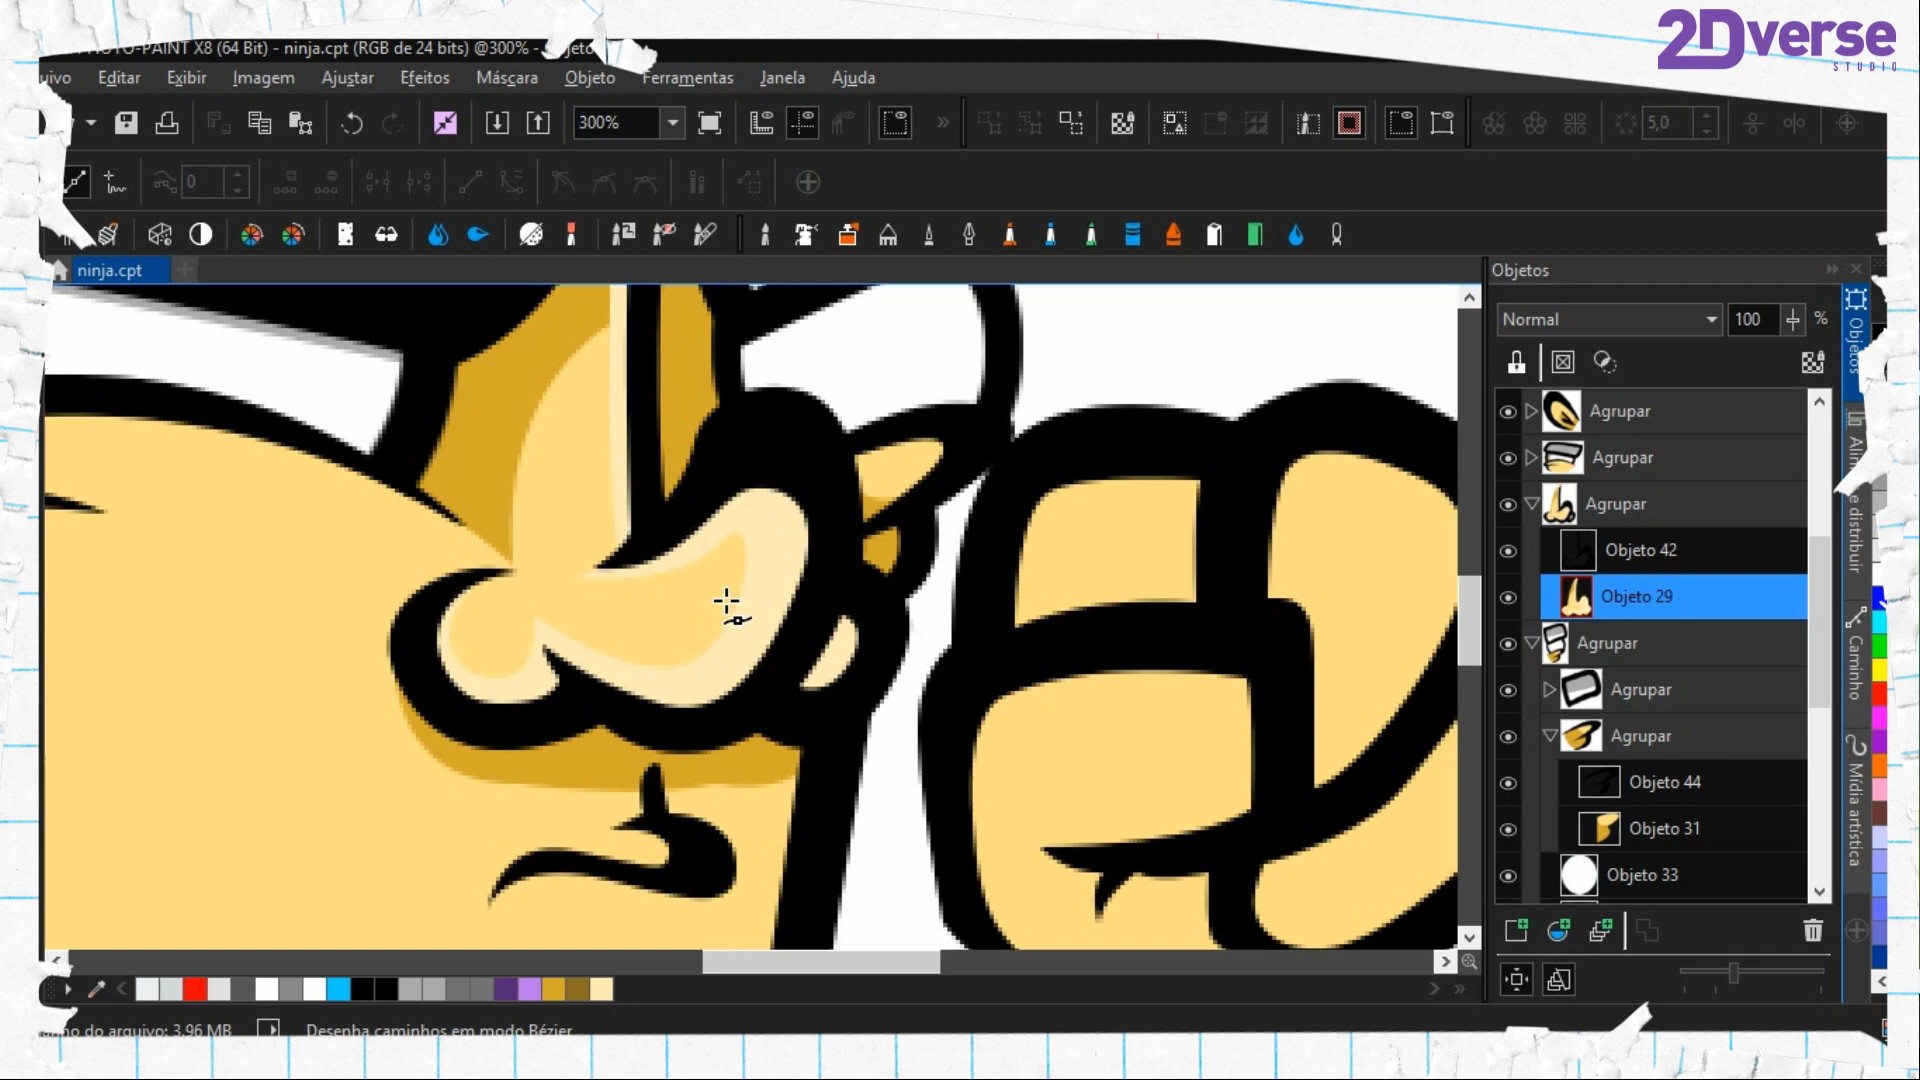 2Dverse
STUDIO
PHOTO-PAINT X8 (64 Bit) - ninja.cpt (RGB de 24 bits) @300% -
uivo Editar Exibir Imagem Ajustar Efeitos Máscara Objeto Ferramentas Janela Ajuda
300%
5,0
0
ninja.cpt
Objetos
Normal
100
%
Agrupar
Agrupar
Agrupar
Objeto 42
Objeto 29
Agrupar
Agrupar
Agrupar
Objeto 44
Objeto 31
Objeto 33
Objetos
e distribuir
Caminho
Mídia artística
do arquivo: 3,96 MB
Desenha caminhos em modo Bézier